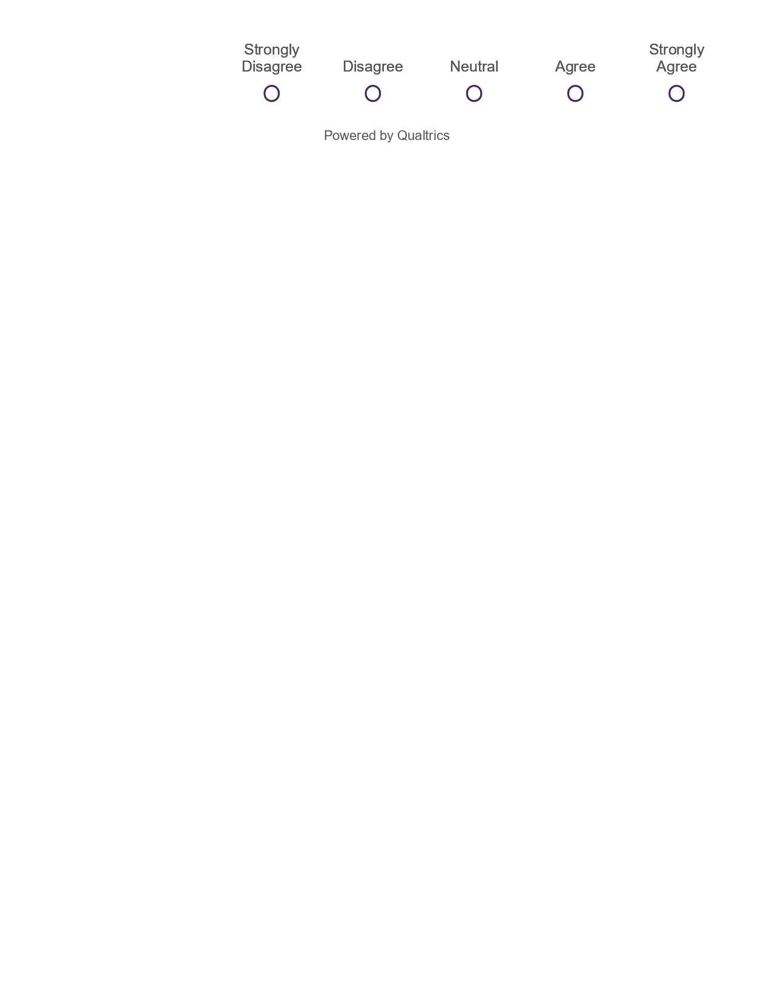 Strongly
Disagree
Disagree
Neutral
Agree
Strongly
Agree
Powered by Qualtrics